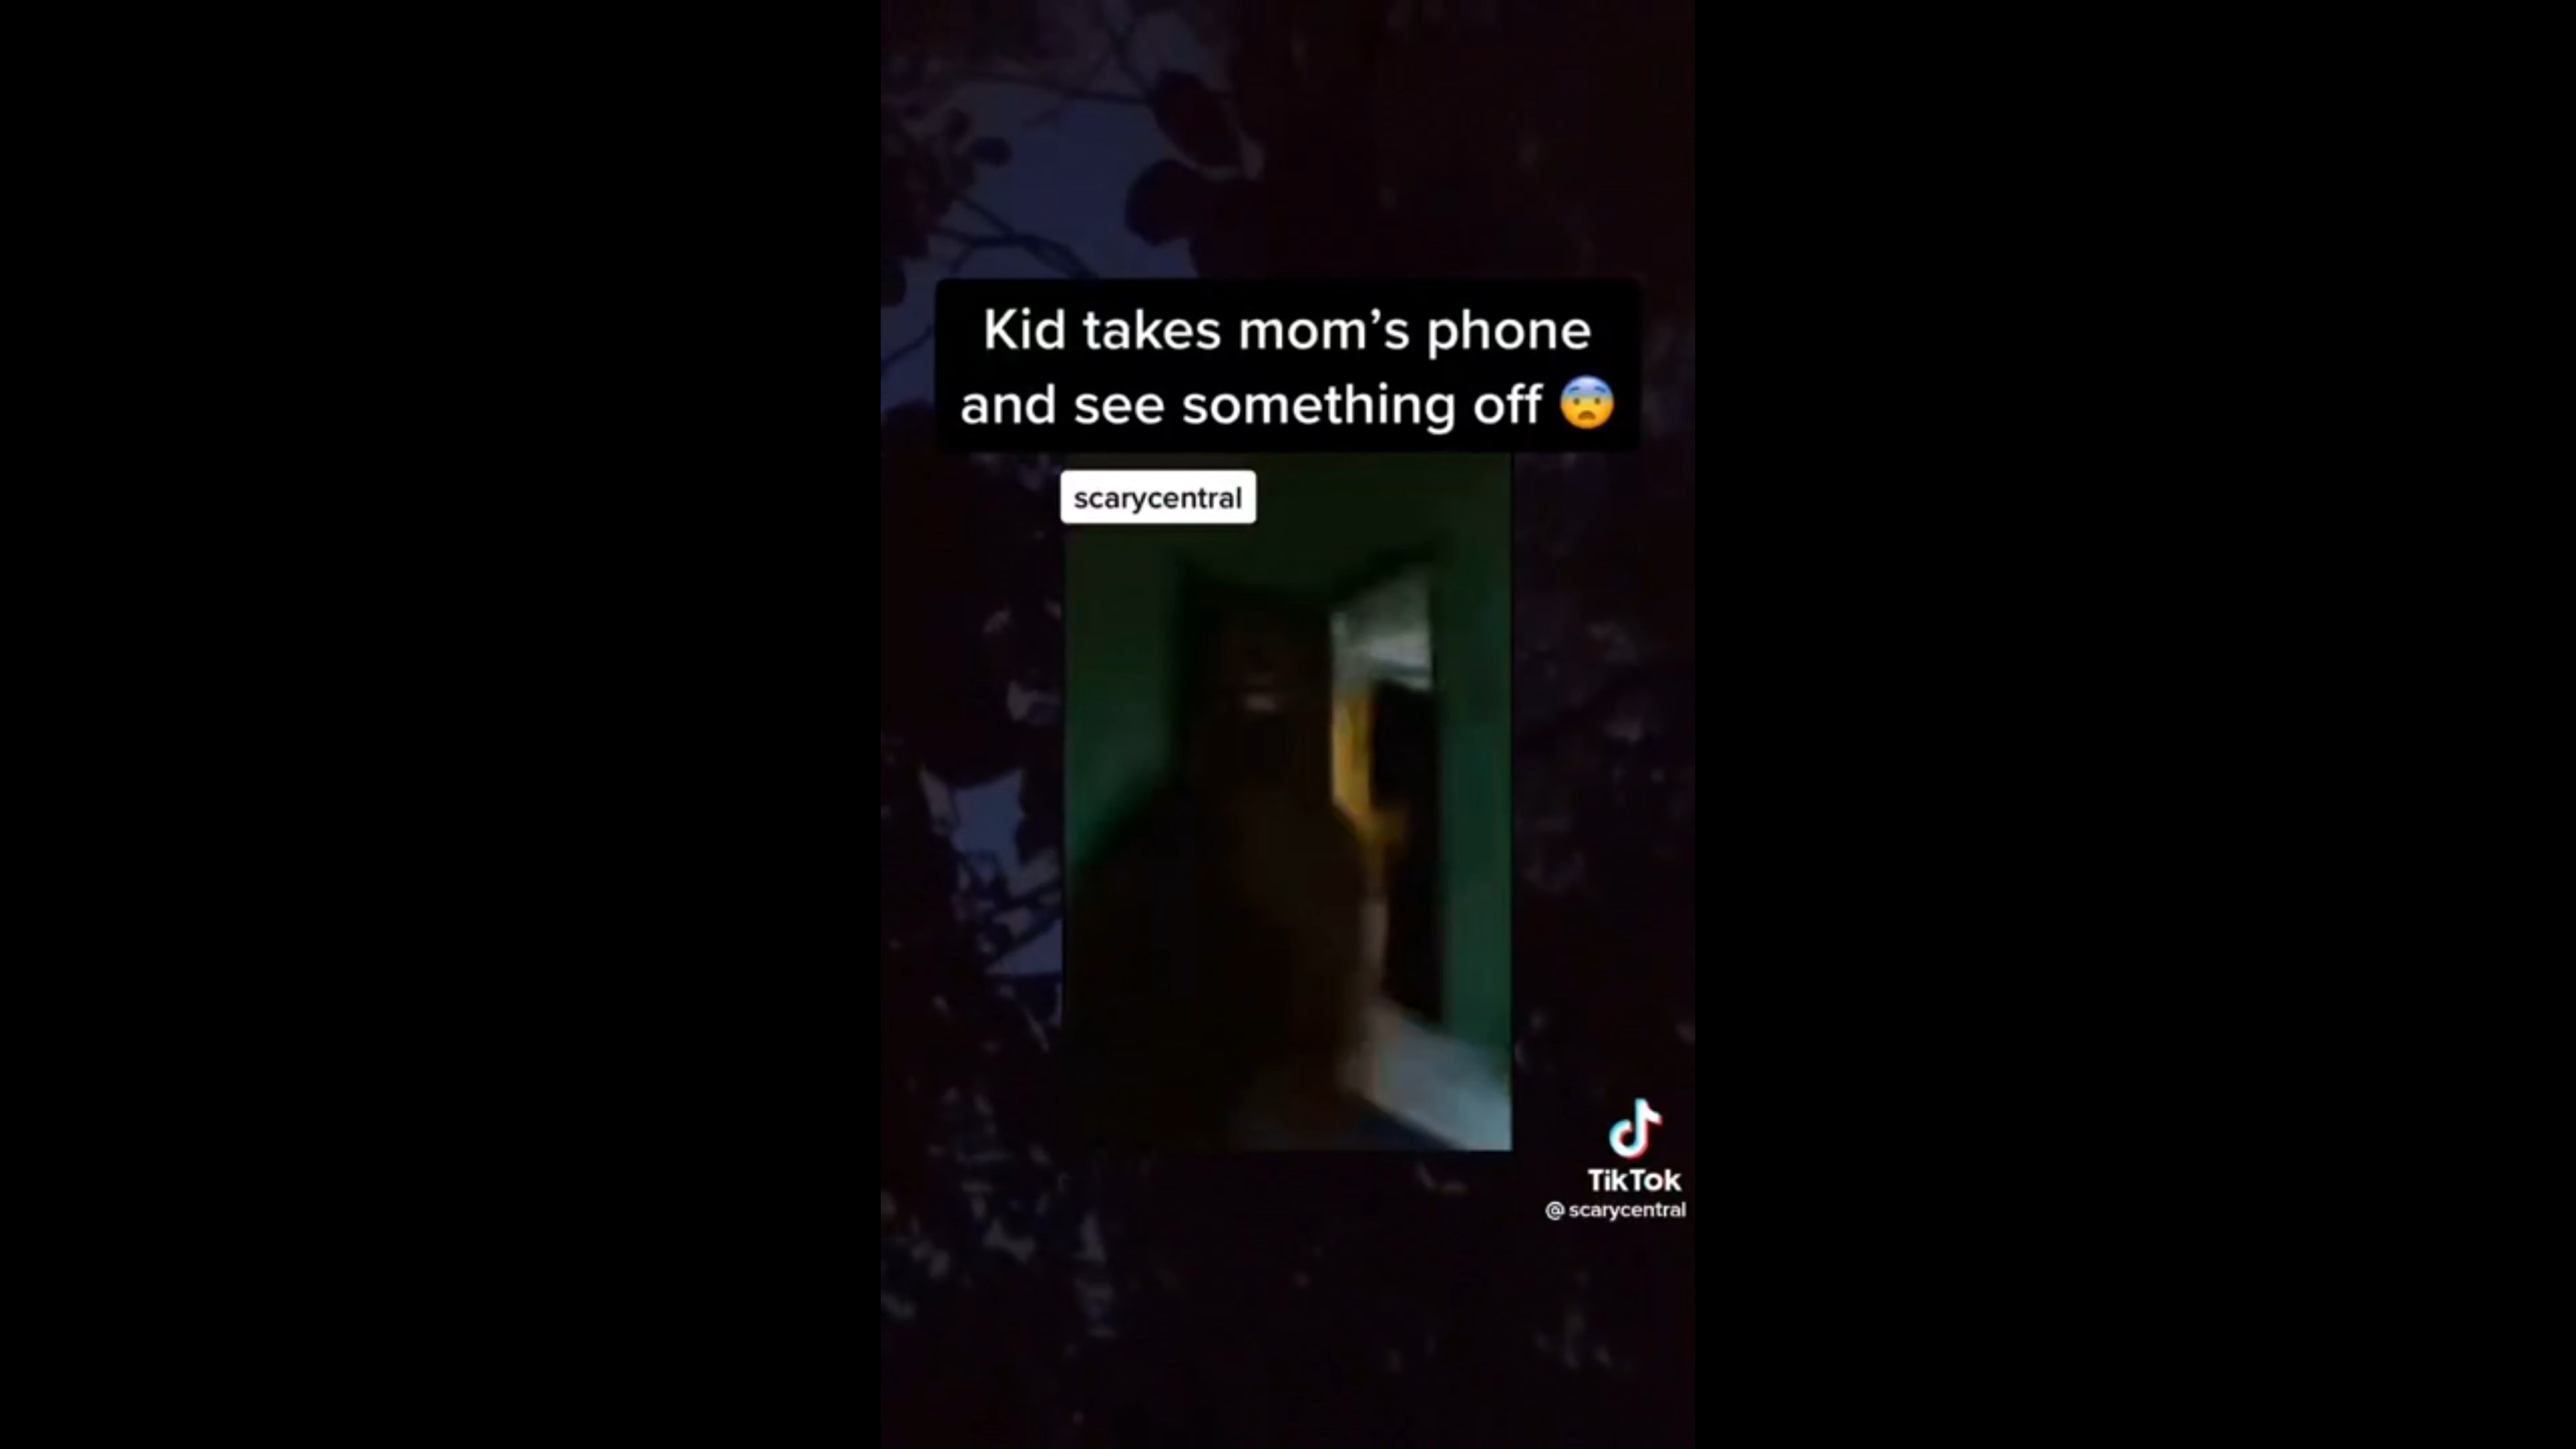 Kid takes mom’s phone
and see something off 😨
scarycentral
TikTok
@scarycentral